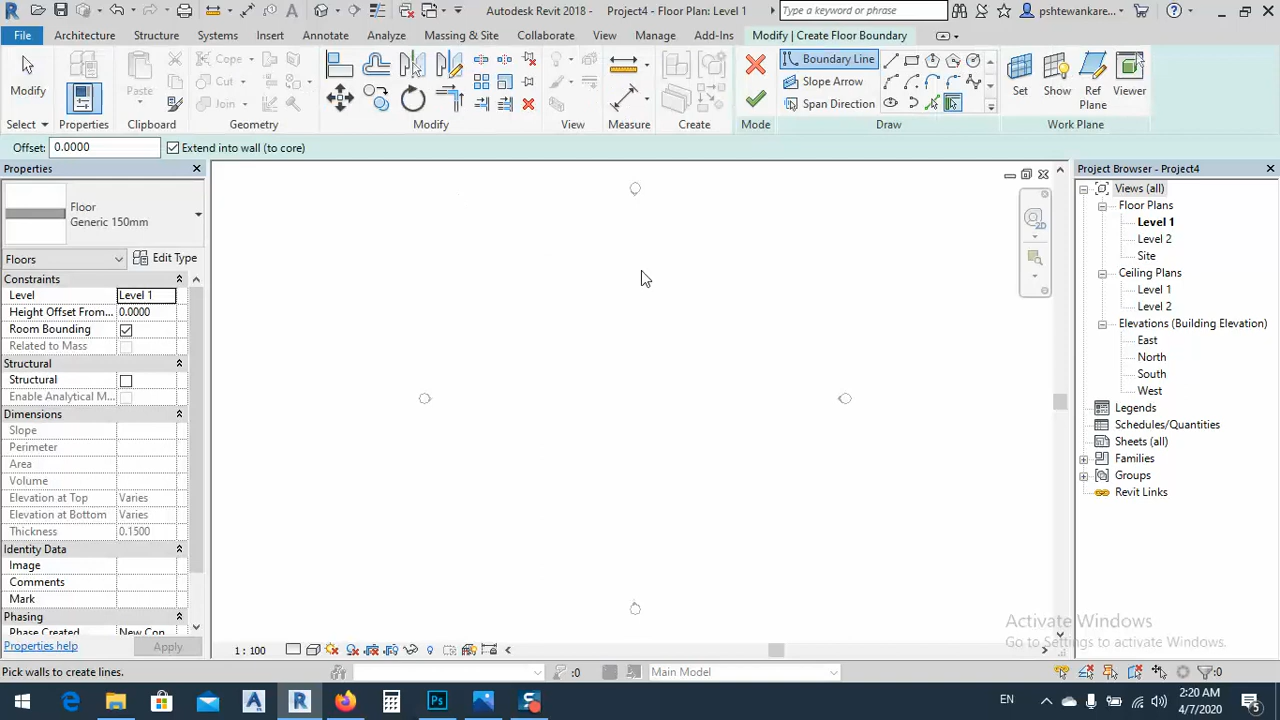 Autodesk Revit 2018 - Project4 - Floor Plan: Level 1
Type a keyword or phrase
File Architecture Structure Systems Insert Annotate Analyze Massing & Site Collaborate View Manage Add-Ins Modify | Create Floor Boundary
Modify
Select
Properties
Paste
Clipboard
Cope
Cut
Join
Geometry
Modify
View
Measure
Create
Mode
Boundary Line
Slope Arrow
Span Direction
Draw
Set
Show
Ref Plane
Viewer
Work Plane
Offset: 0.0000 Extend into wall (to core)
Properties
Floor
Generic 150mm
Floors Edit Type
Constraints
Level Level 1
Height Offset From... 0.0000
Room Bounding
Related to Mass
Structural
Structural
Enable Analytical M...
Dimensions
Slope
Perimeter
Area
Volume
Elevation at Top Varies
Elevation at Bottom Varies
Thickness 0.1500
Identity Data
Image
Comments
Mark
Phasing
Phase Created New Con
Properties help Apply
2D
Project Browser - Project4
Views (all)
Floor Plans
Level 1
Level 2
Site
Ceiling Plans
Level 1
Level 2
Elevations (Building Elevation)
East
North
South
West
Legends
Schedules/Quantities
Sheets (all)
Families
Groups
Revit Links
Activate Windows
Go to Settings to activate Windows.
1 : 100
Pick walls to create lines.
:0
Main Model
:0
EN
2:20 AM
4/7/2020
5